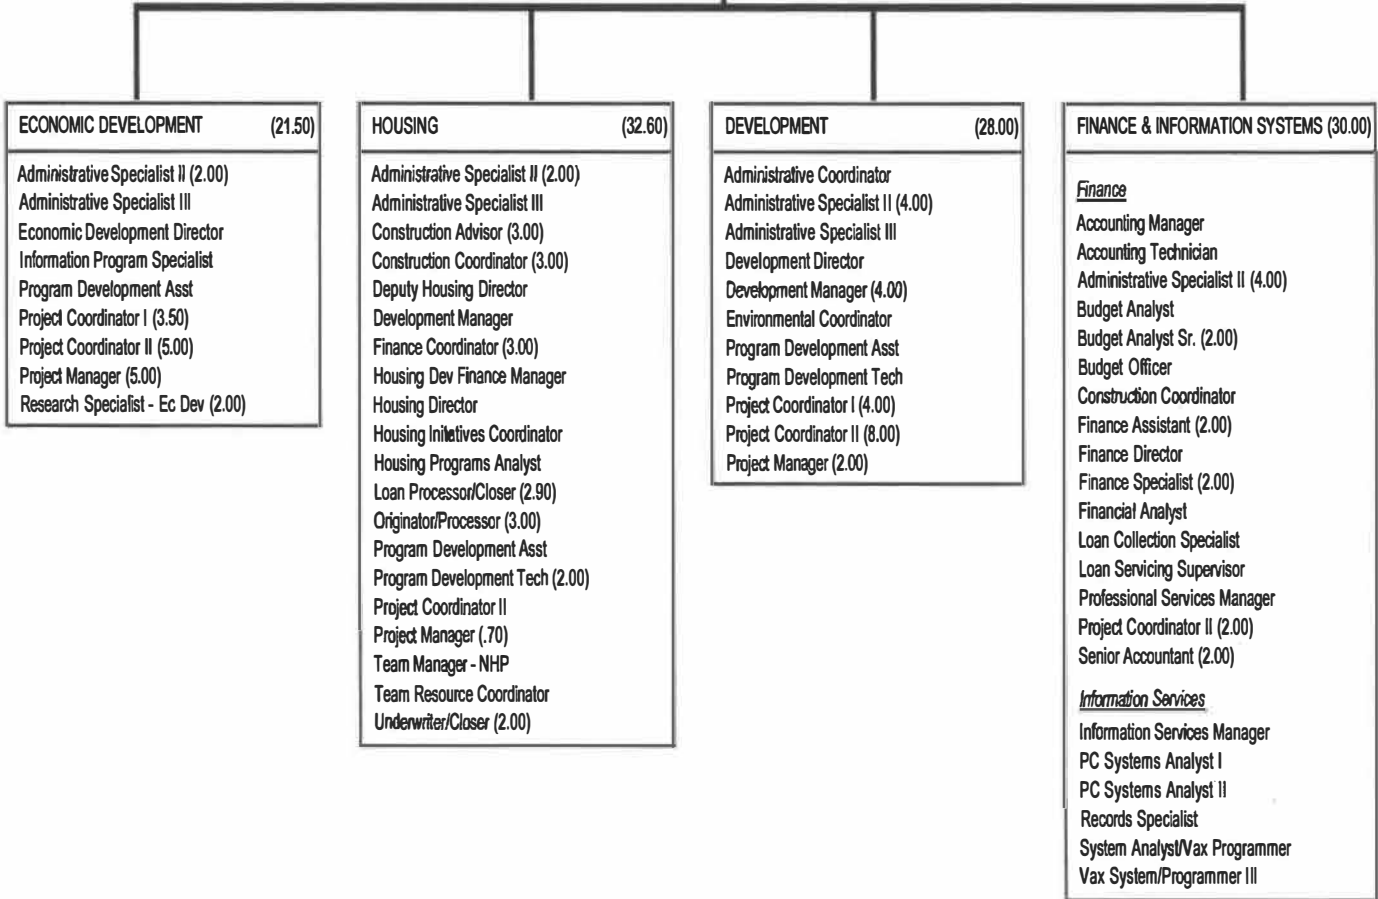 ECONOMIC DEVELOPMENT (21.50)
Administrative Specialist II (2.00)
Administrative Specialist III
Economic Development Director
Information Program Specialist
Program Development Asst
Project Coordinator I (3.50)
Project Coordinator II (5.00)
Project Manager (5.00)
Research Specialist - Ec Dev (2.00)
HOUSING (32.60)
Administrative Specialist II (2.00)
Administrative Specialist III
Construction Advisor (3.00)
Construction Coordinator (3.00)
Deputy Housing Director
Development Manager
Finance Coordinator (3.00)
Housing Dev Finance Manager
Housing Director
Housing Initatives Coordinator
Housing Programs Analyst
Loan Processor/Closer (2.90)
Originator/Processor (3.00)
Program Development Asst
Program Development Tech (2.00)
Project Coordinator II
Project Manager (.70)
Team Manager - NHP
Team Resource Coordinator
Underwriter/Closer (2.00)
DEVELOPMENT (28.00)
Administrative Coordinator
Administrative Specialist II (4.00)
Administrative Specialist III
Development Director
Development Manager (4.00)
Environmental Coordinator
Program Development Asst
Program Development Tech
Project Coordinator I (4.00)
Project Coordinator II (8.00)
Project Manager (2.00)
FINANCE & INFORMATION SYSTEMS (30.00)
Finance
Accounting Manager
Accounting Technician
Administrative Specialist II (4.00)
Budget Analyst
Budget Analyst Sr. (2.00)
Budget Officer
Construction Coordinator
Finance Assistant (2.00)
Finance Director
Finance Specialist (2.00)
Financial Analyst
Loan Collection Specialist
Loan Servicing Supervisor
Professional Services Manager
Project Coordinator II (2.00)
Senior Accountant (2.00)
Information Services
Information Services Manager
PC Systems Analyst I
PC Systems Analyst II
Records Specialist
System Analyst/Vax Programmer
Vax System/Programmer III